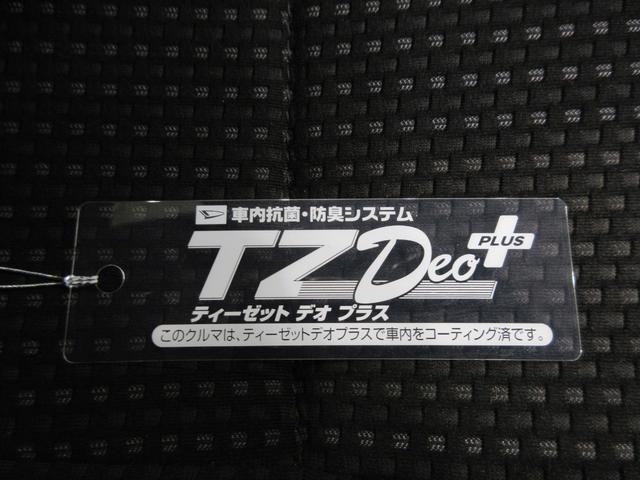 車内抗菌・防臭システム
TZ Deo PLUS
ティーゼット デオ プラス
このクルマは、ティーゼットデオプラスで車内をコーティング済です。